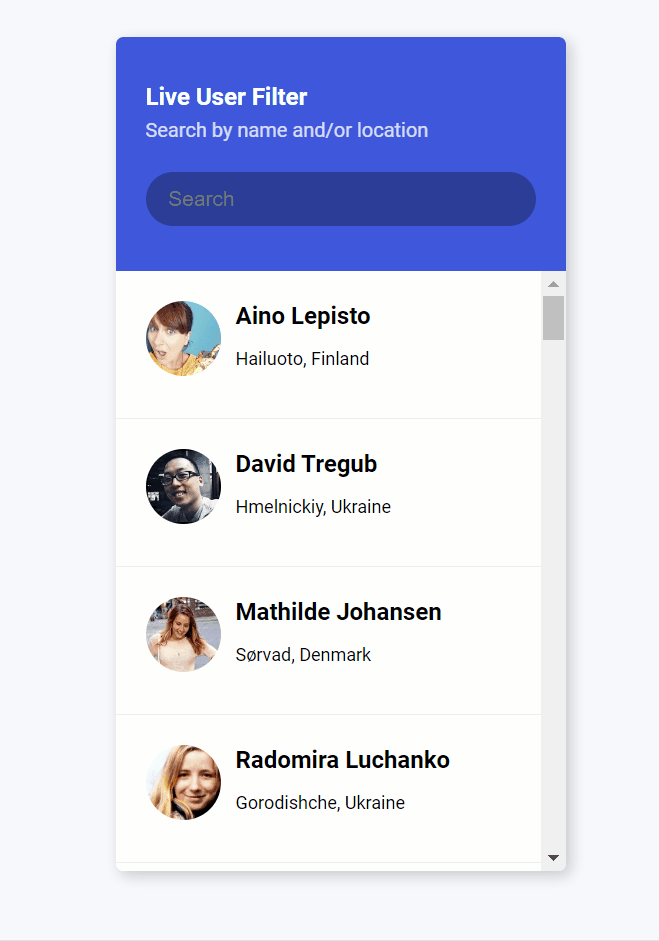 Live User Filter
Search by name and/or location
Search
Aino Lepisto
Hailuoto, Finland
David Tregub
Hmelnickiy, Ukraine
Mathilde Johansen
Sørvad, Denmark
Radomira Luchanko
Gorodishche, Ukraine